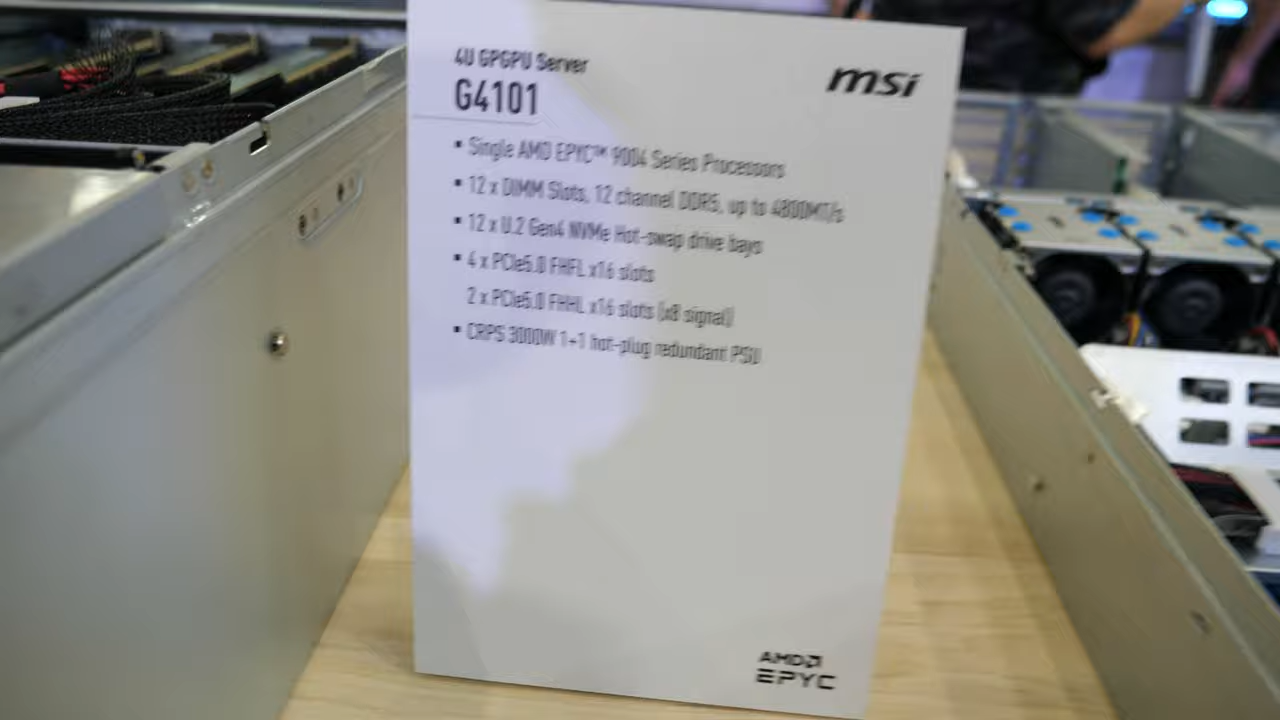 4U GPGPU Server
G4101
msi
• Single AMD EPYC™ 9004 Series Processors
• 12 x DIMM Slots, 12 channel DDR5, up to 4800MT/s
• 12 x U.2 Gen4 NVMe Hot-swap drive bays
• 4 x PCIe5.0 FHFL x16 slots
2 x PCIe5.0 FHHL x16 slots (x8 signal)
• CRPS 3000W 1+1 hot-plug redundant PSU
AMD
EPYC